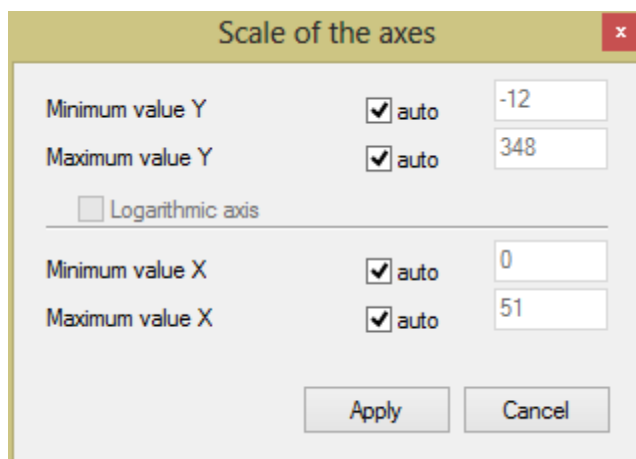 Scale of the axes x
Minimum value Y auto -12
Maximum value Y auto 348
Logarithmic axis
Minimum value X auto 0
Maximum value X auto 51
Apply Cancel